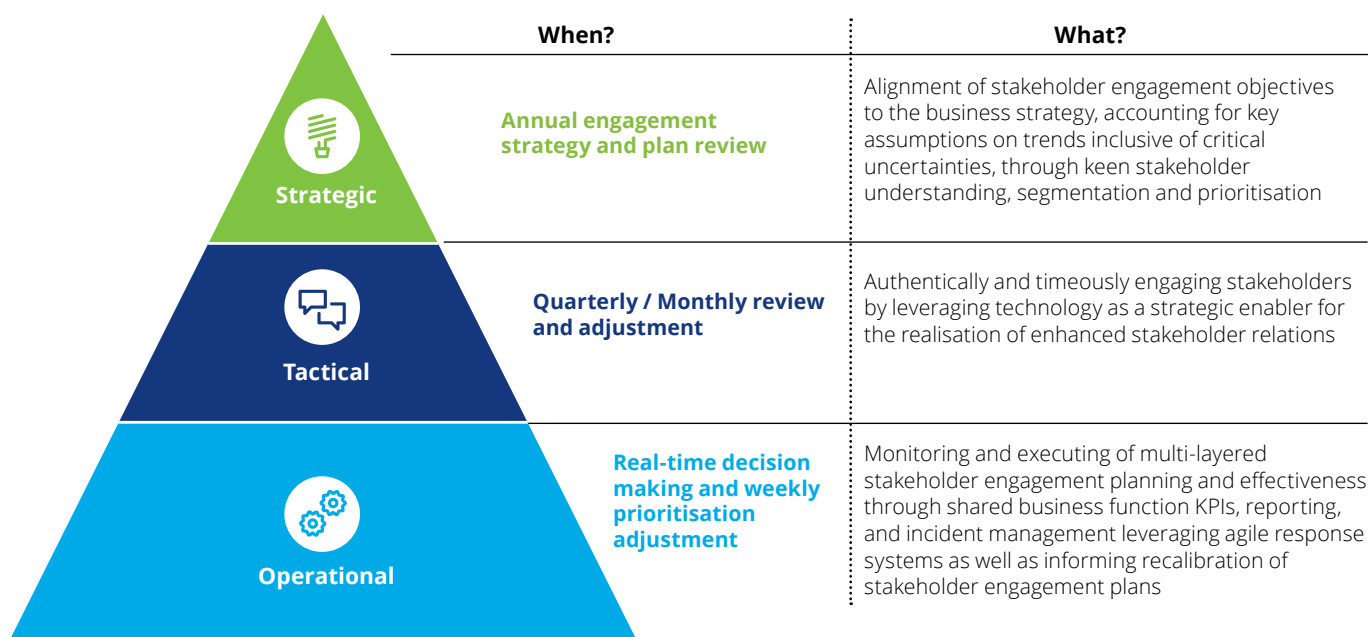 When?
What?
Strategic
Annual engagement
strategy and plan review
Alignment of stakeholder engagement objectives
to the business strategy, accounting for key
assumptions on trends inclusive of critical
uncertainties, through keen stakeholder
understanding, segmentation and prioritisation
Tactical
Quarterly / Monthly review
and adjustment
Authentically and timeously engaging stakeholders
by leveraging technology as a strategic enabler for
the realisation of enhanced stakeholder relations
Operational
Real-time decision
making and weekly
prioritisation
adjustment
Monitoring and executing of multi-layered
stakeholder engagement planning and effectiveness
through shared business function KPIs, reporting,
and incident management leveraging agile response
systems as well as informing recalibration of
stakeholder engagement plans